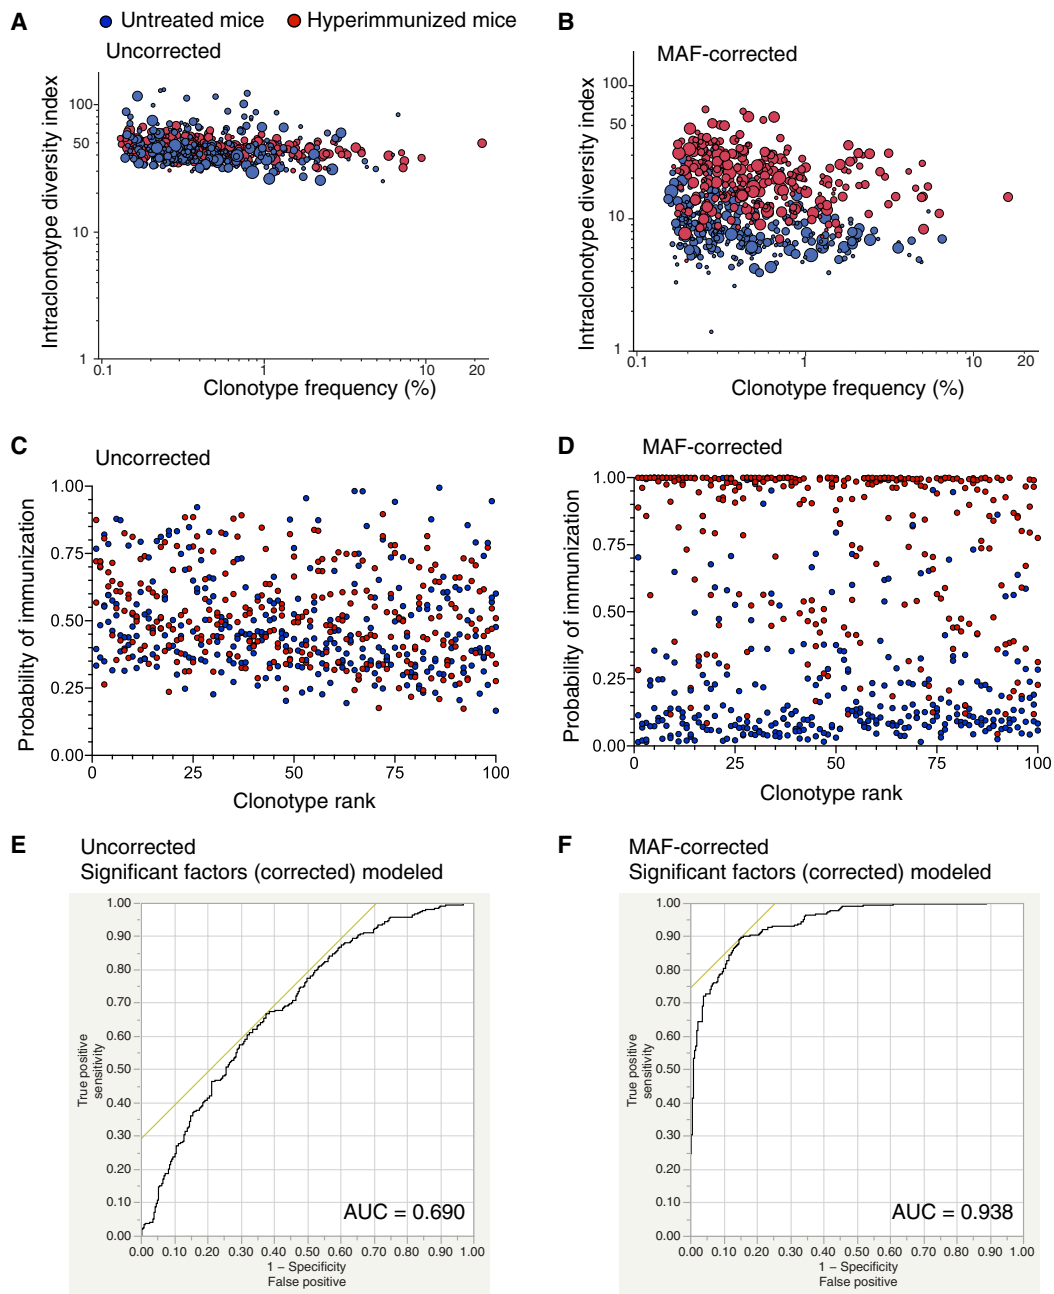 A
Untreated mice
Hyperimmunized mice
Uncorrected
Intraclonotype diversity index
100
50
10
1
0.1
1
10
20
Clonotype frequency (%)
B
MAF-corrected
Intraclonotype diversity index
100
50
10
1
0.1
1
10
20
Clonotype frequency (%)
C
Uncorrected
Probability of immunization
1.00
0.75
0.50
0.25
0.00
0
25
50
75
100
Clonotype rank
D
MAF-corrected
Probability of immunization
1.00
0.75
0.50
0.25
0.00
0
25
50
75
100
Clonotype rank
E
Uncorrected
Significant factors (corrected) modeled
True positive
sensitivity
1.00
0.90
0.80
0.70
0.60
0.50
0.40
0.30
0.20
0.10
0.00
AUC = 0.690
0.00 0.10 0.20 0.30 0.40 0.50 0.60 0.70 0.80 0.90 1.00
1 – Specificity
False positive
F
MAF-corrected
Significant factors (corrected) modeled
True positive
sensitivity
1.00
0.90
0.80
0.70
0.60
0.50
0.40
0.30
0.20
0.10
0.00
AUC = 0.938
0.00 0.10 0.20 0.30 0.40 0.50 0.60 0.70 0.80 0.90 1.00
1 – Specificity
False positive